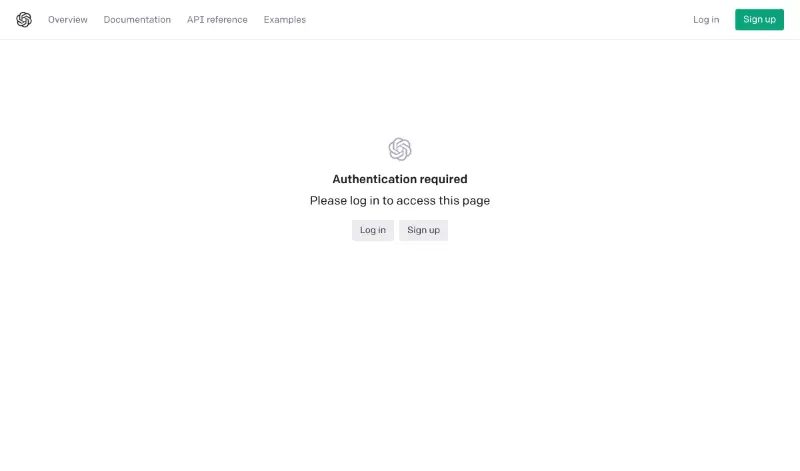 Overview Documentation API reference Examples Log in Sign up
Authentication required
Please log in to access this page
Log in Sign up